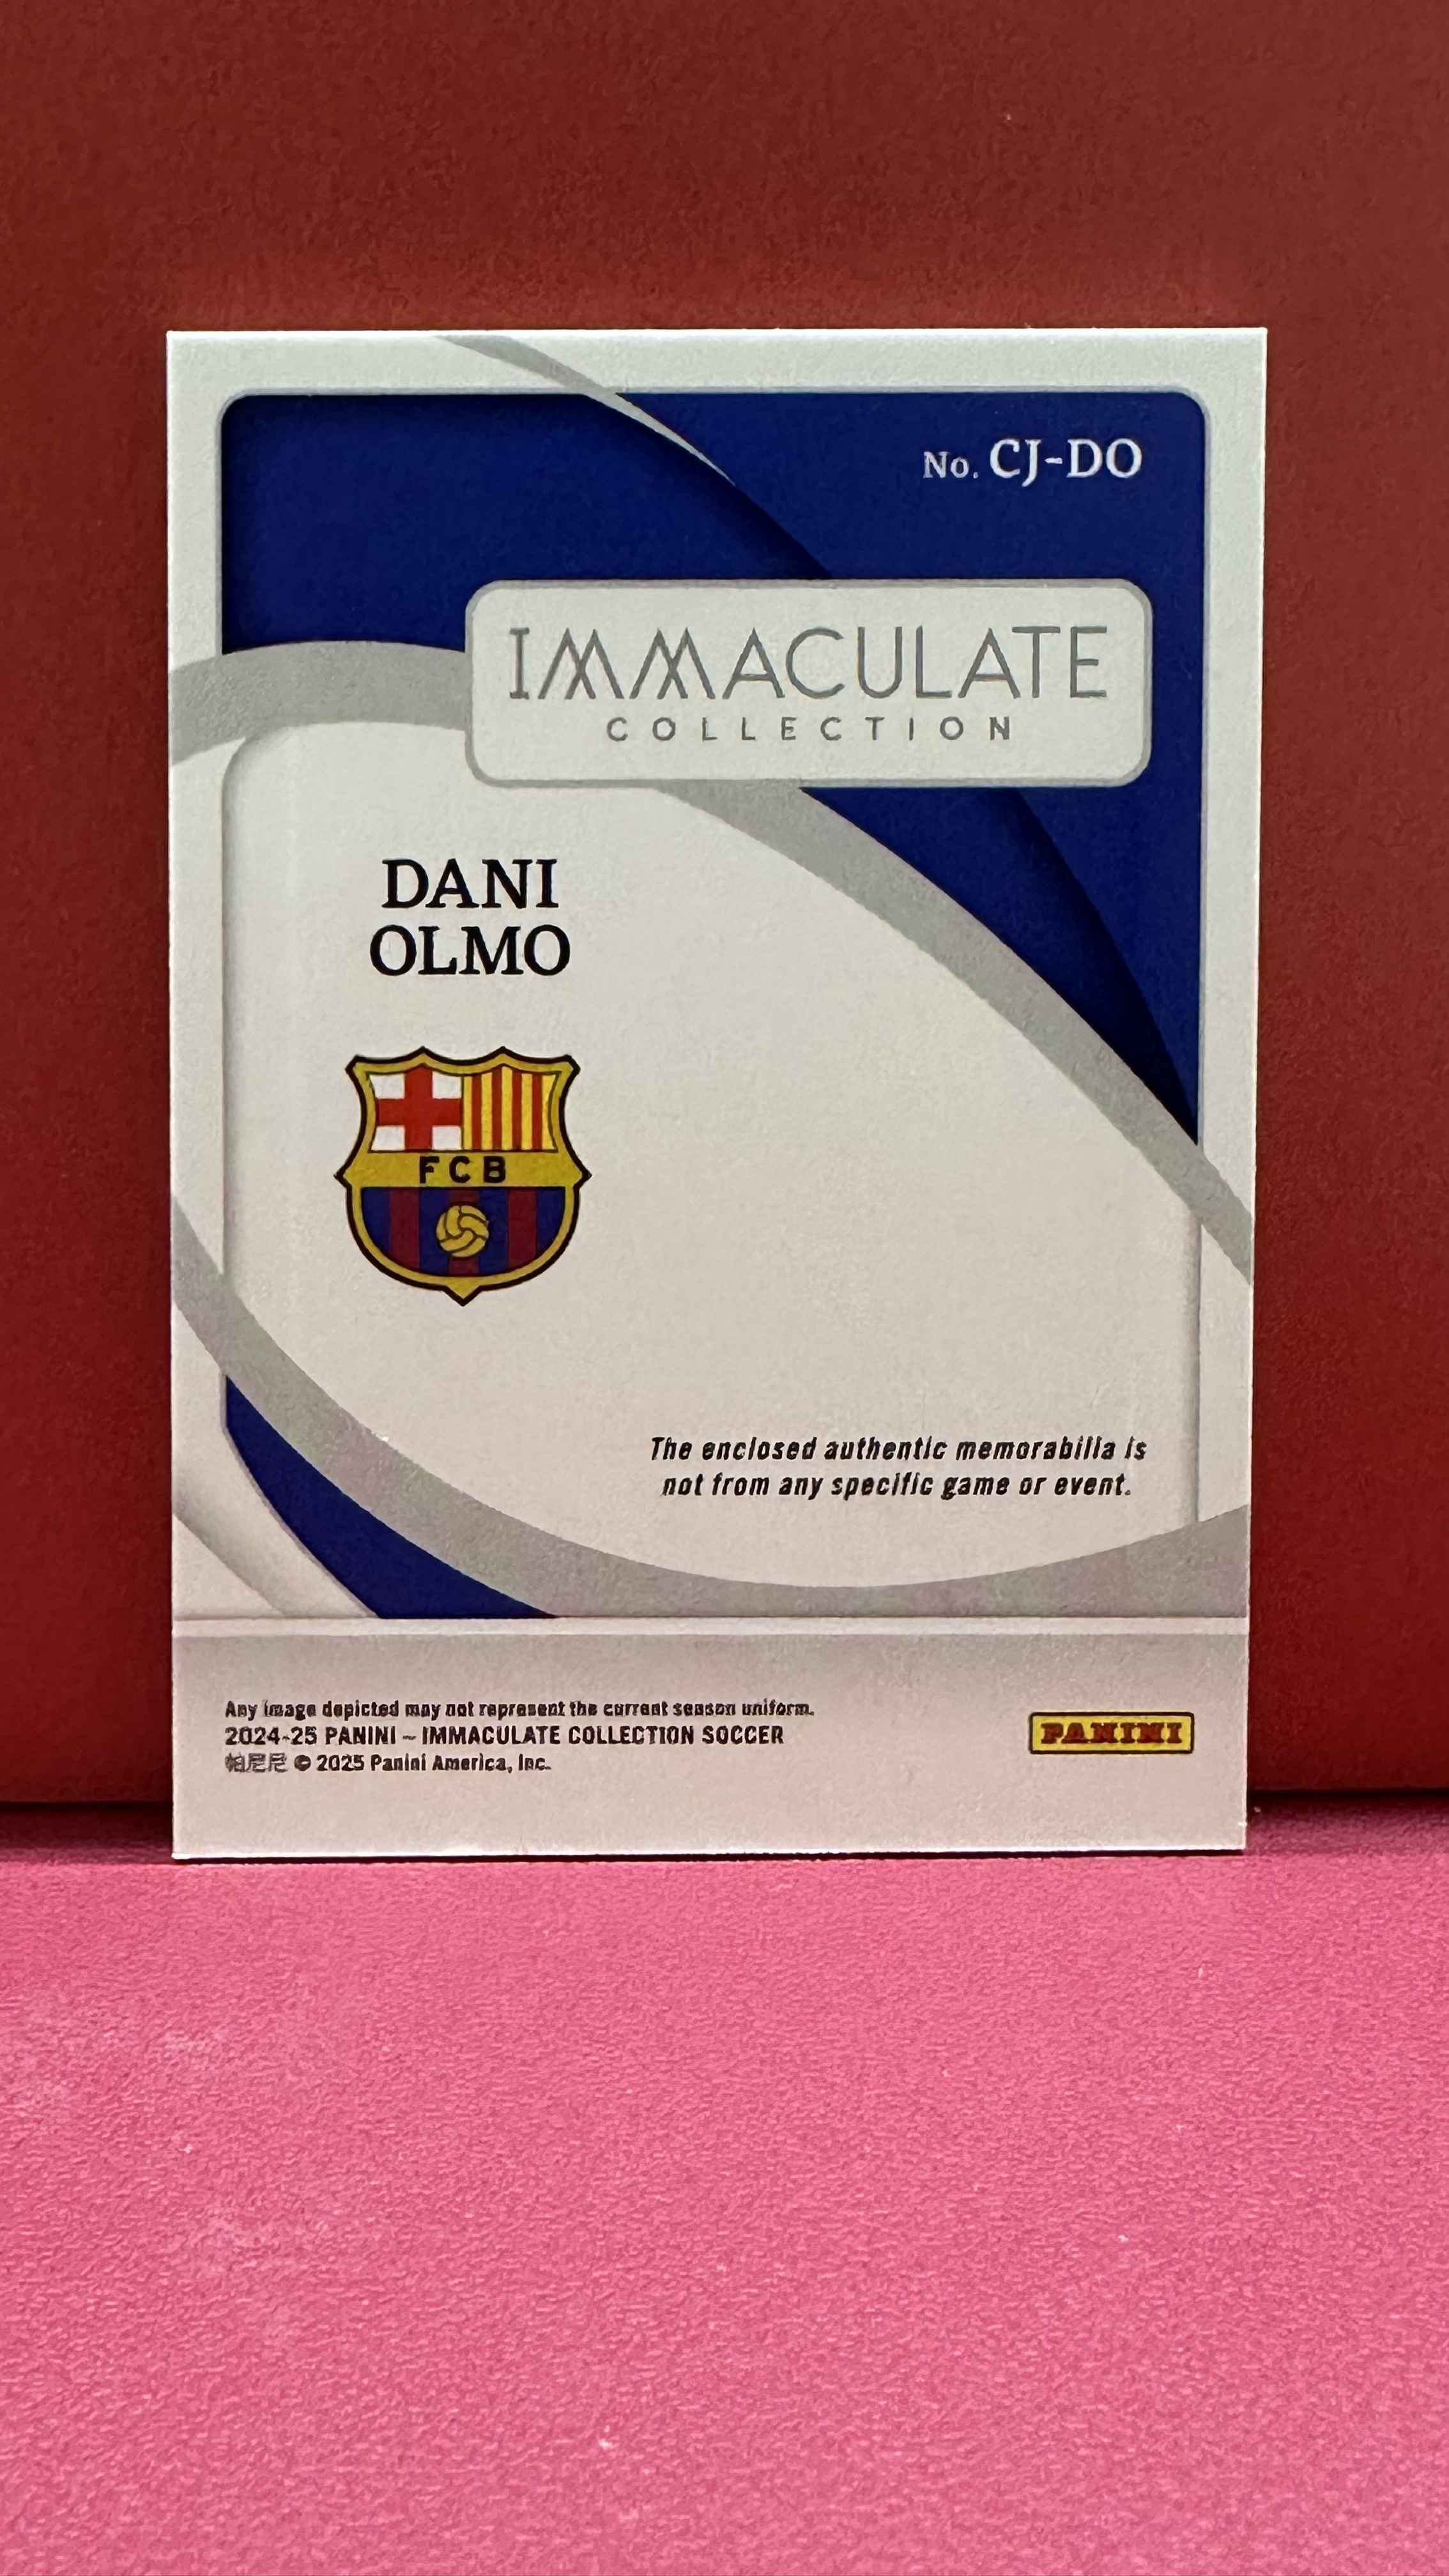 No. CJ-DO
IMMACULATE
COLLECTION
DANI
OLMO
FCB
The enclosed authentic memorabilia is
not from any specific game or event.
Any image depicted may not represent the current season uniform.
2024-25 PANINI – IMMACULATE COLLECTION SOCCER
帕尼尼 © 2025 Panini America, Inc.
PANINI